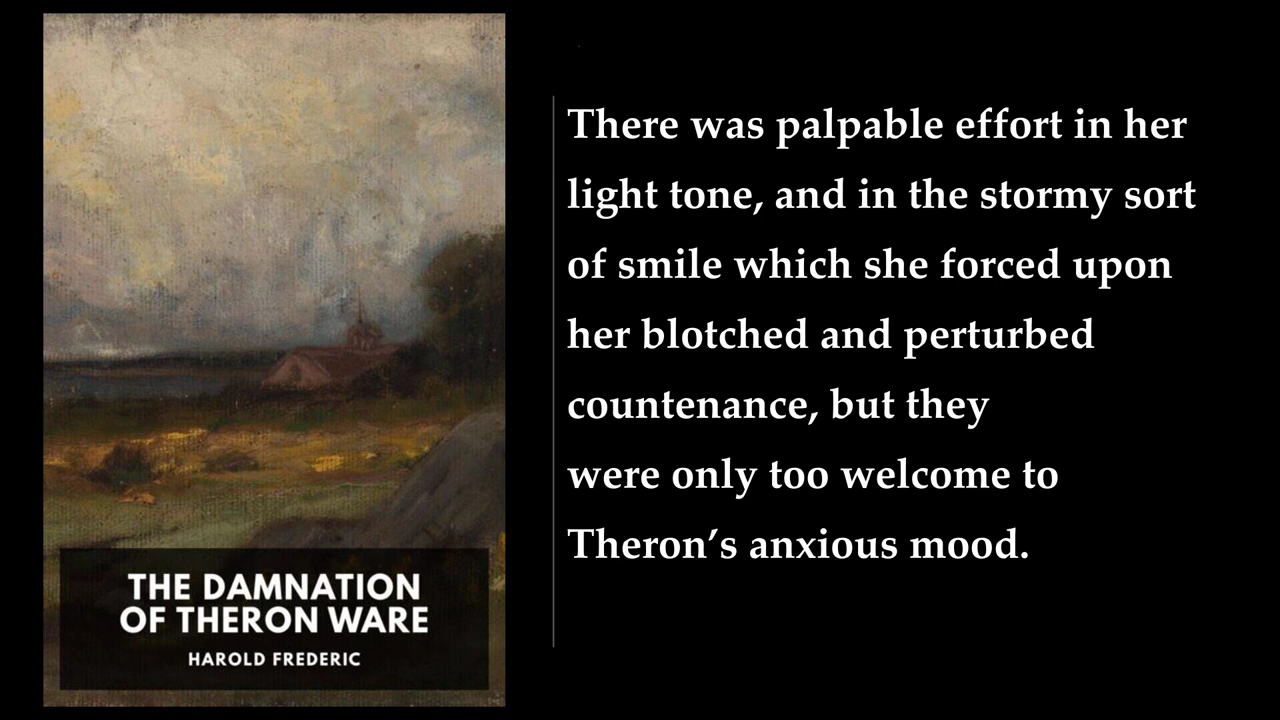 There was palpable effort in her
light tone, and in the stormy sort
of smile which she forced upon
her blotched and perturbed
countenance, but they
were only too welcome to
Theron’s anxious mood.
THE DAMNATION
OF THERON WARE
HAROLD FREDERIC